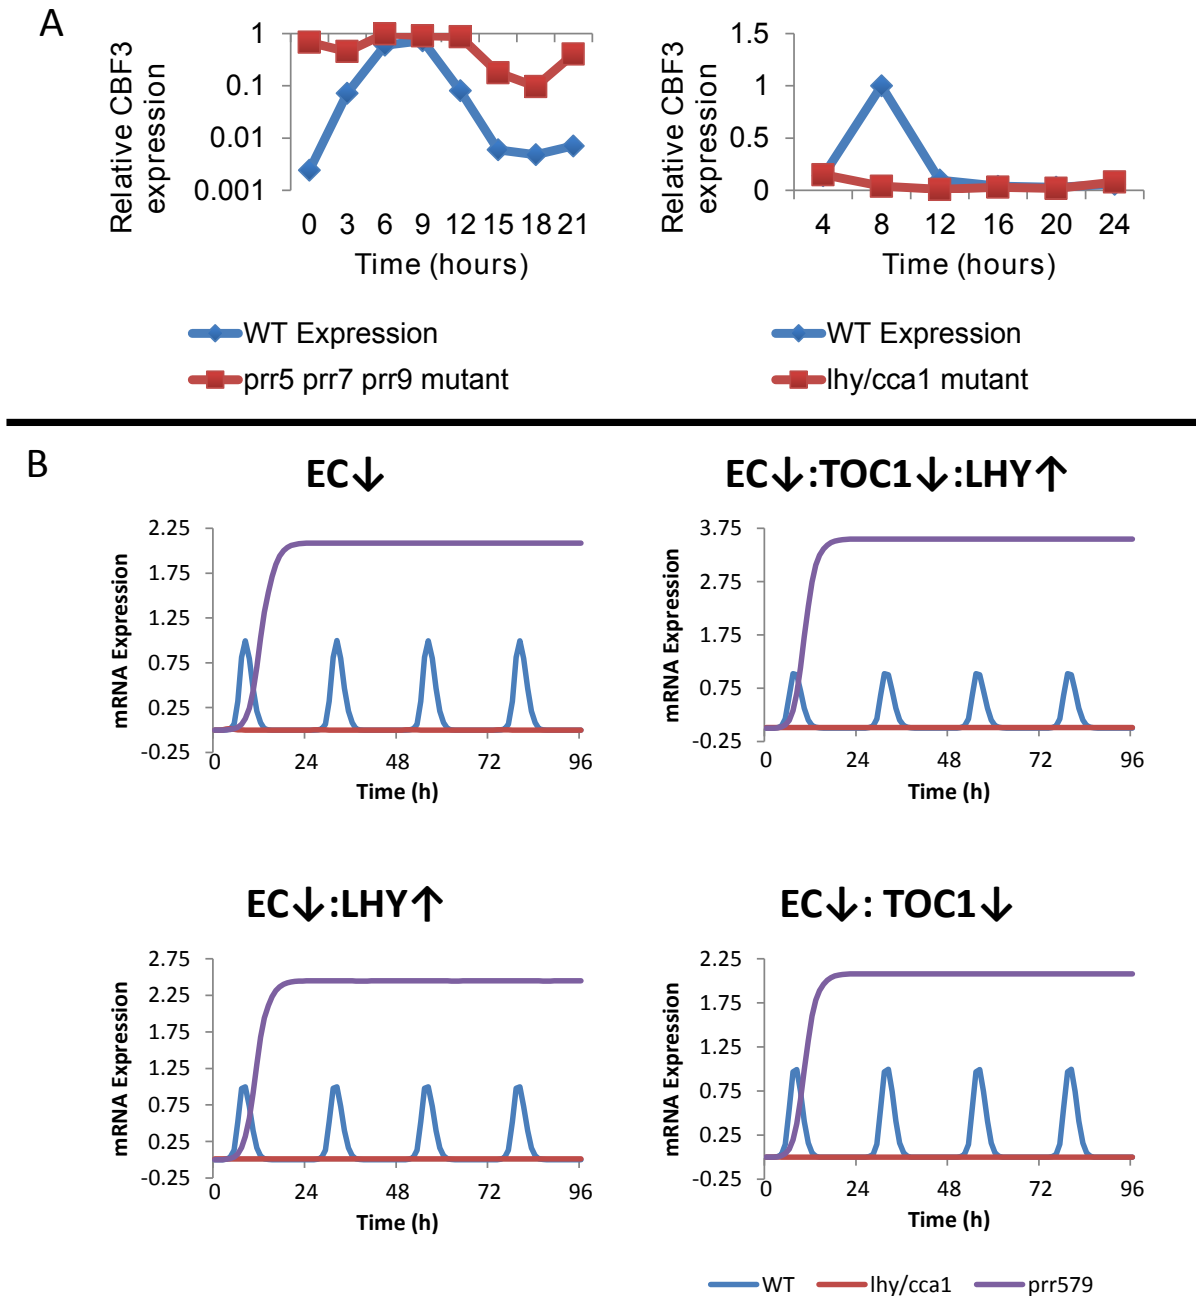 A
Relative CBF3
expression
1
0.1
0.01
0.001
0 3 6 9 12 15 18 21
Time (hours)
WT Expression
prr5 prr7 prr9 mutant
Relative CBF3
expression
1.5
1
0.5
0
4 8 12 16 20 24
Time (hours)
WT Expression
lhy/cca1 mutant
B
EC↓
mRNA Expression
2.25
1.75
1.25
0.75
0.25
-0.25
0 24 48 72 96
Time (h)
EC↓:TOC1↓:LHY↑
mRNA Expression
3.75
2.75
1.75
0.75
-0.25
0 24 48 72 96
Time (h)
EC↓:LHY↑
mRNA Expression
2.75
2.25
1.75
1.25
0.75
0.25
-0.25
0 24 48 72 96
Time (h)
EC↓: TOC1↓
mRNA Expression
2.25
1.75
1.25
0.75
0.25
-0.25
0 24 48 72 96
Time (h)
WT lhy/cca1 prr579